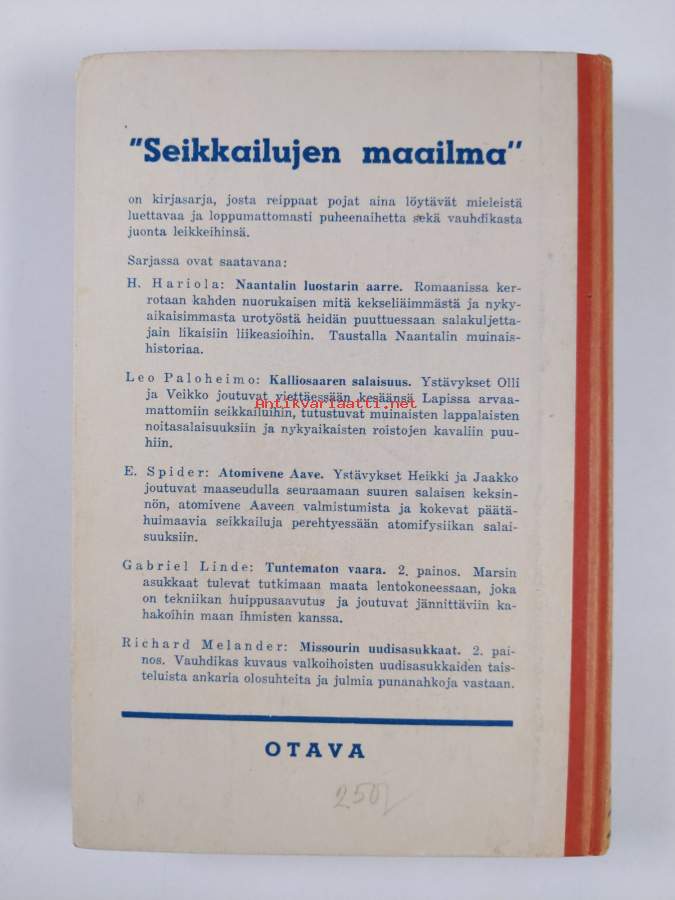 "Seikkailujen maailma"
on kirjasarja, josta reippaat pojat aina löytävät mieleistä
luettavaa ja loppumattomasti puheenaihetta sekä vauhdikasta
juonta leikkeihinsä.
Sarjassa ovat saatavana:
H. Hariola: Naantalin luostarin aarre. Romaanissa ker-
rotaan kahden nuorukaisen mitä kekseliäimmästä ja nyky-
aikaisimmasta urotyöstä heidän puuttuessaan salakuljetta-
jain likaisiin liikeasioihin. Taustalla Naantalin muinais-
historiaa.
Leo Paloheimo: Kalliosaaren salaisuus. Ystävykset Olli
ja Veikko joutuvat viettäessään kesäänsä Lapissa arvaa-
Antikvariaatti.net
mattomiin seikkailuihin, tutustuvat muinaisten lappalaisten
noitasalaisuuksiin ja nykyaikaisten roistojen kavaliin puu-
hiin.
E. Spider: Atomivene Aave. Ystävykset Heikki ja Jaakko
joutuvat maaseudulla seuraamaan suuren salaisen keksin-
nön, atomivene Aaveen valmistumista ja kokevat päätä-
huimaavia seikkailuja perehtyessään atomifysiikan salai-
suuksiin.
Gabriel Linde: Tuntematon vaara. 2. painos. Marsin
asukkaat tulevat tutkimaan maata lentokoneessaan, joka
on tekniikan huippusaavutus ja joutuvat jännittäviin ka-
hakoihin maan ihmisten kanssa.
Richard Melander: Missourin uudisasukkaat. 2. pai-
nos. Vauhdikas kuvaus valkoihoisten uudisasukkaiden tais-
teluista ankaria olosuhteita ja julmia punanahkoja vastaan.
OTAVA
250